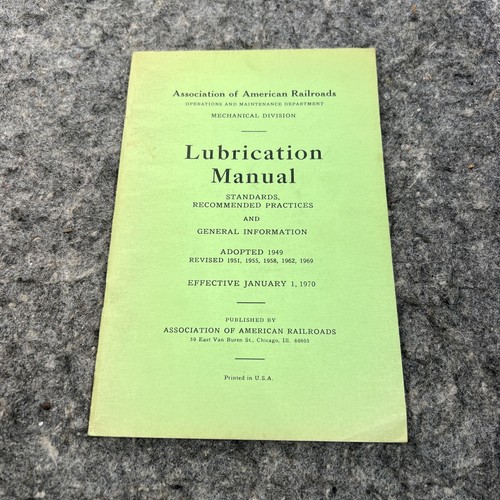 Association of American Railroads
OPERATIONS AND MAINTENANCE DEPARTMENT
MECHANICAL DIVISION
Lubrication
Manual
STANDARDS,
RECOMMENDED PRACTICES
AND
GENERAL INFORMATION
ADOPTED 1949
REVISED 1951, 1955, 1958, 1962, 1969
EFFECTIVE JANUARY 1, 1970
PUBLISHED BY
ASSOCIATION OF AMERICAN RAILROADS
59 East Van Buren St., Chicago, Ill. 60605
Printed in U.S.A.